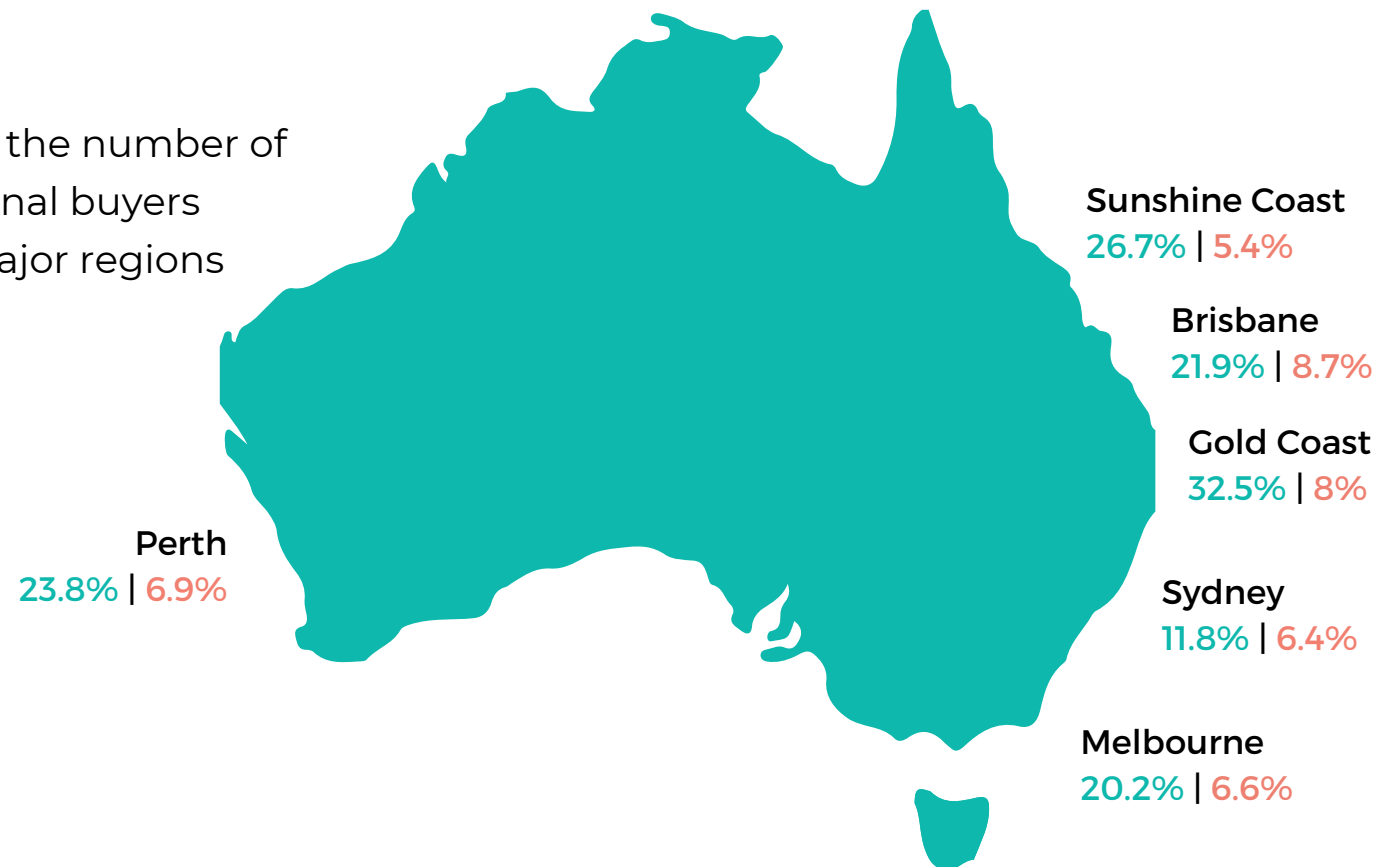 the number of
nal buyers
ajor regions
Sunshine Coast
26.7% | 5.4%
Brisbane
21.9% | 8.7%
Gold Coast
32.5% | 8%
Perth
23.8% | 6.9%
Sydney
11.8% | 6.4%
Melbourne
20.2% | 6.6%